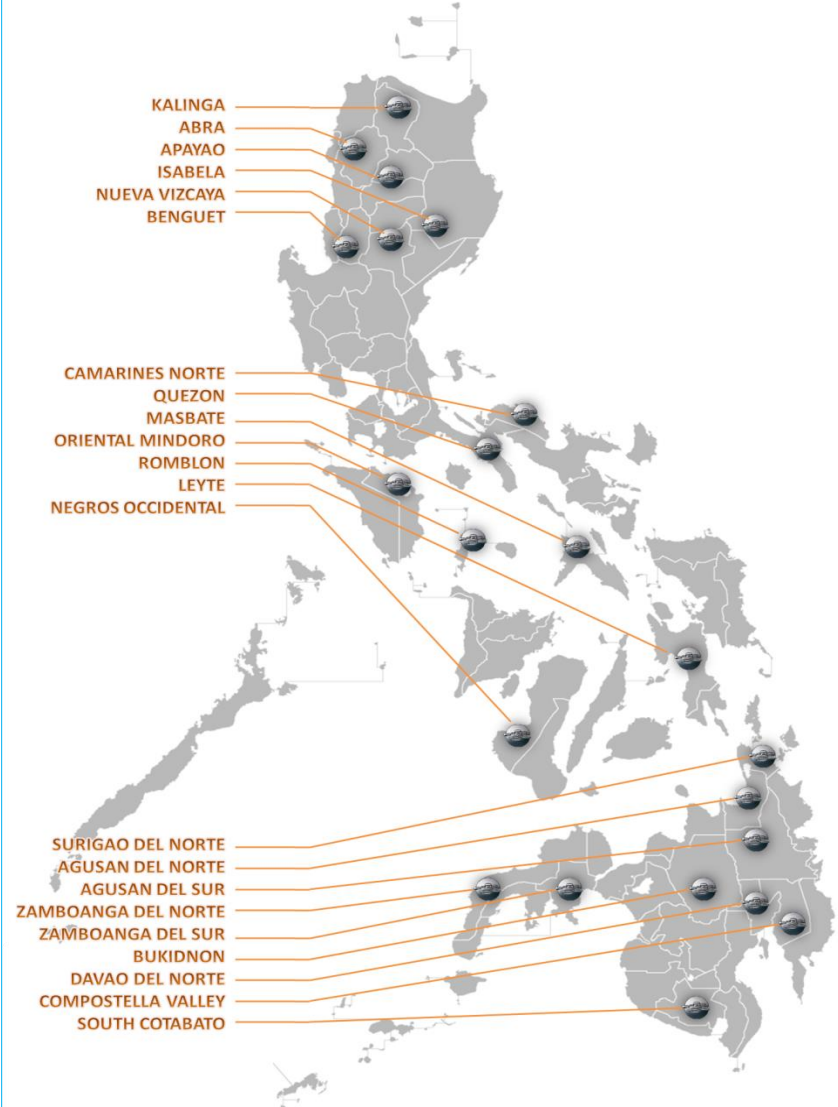 KALINGA
ABRA
APAYAO
ISABELA
NUEVA VIZCAYA
BENGUET
CAMARINES NORTE
QUEZON
MASBATE
ORIENTAL MINDORO
ROMBLON
LEYTE
NEGROS OCCIDENTAL
SURIGAO DEL NORTE
AGUSAN DEL NORTE
AGUSAN DEL SUR
ZAMBOANGA DEL NORTE
ZAMBOANGA DEL SUR
BUKIDNON
DAVAO DEL NORTE
COMPOSTELLA VALLEY
SOUTH COTABATO